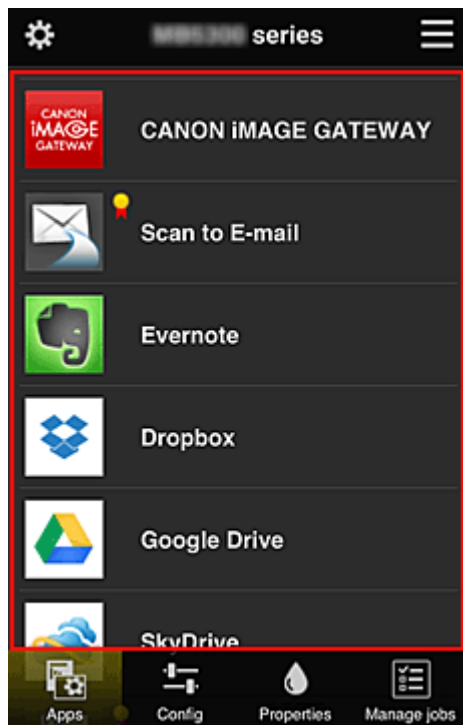 series
CANON
iMAGE
GATEWAY
CANON iMAGE GATEWAY
Scan to E-mail
Evernote
Dropbox
Google Drive
SkyDrive
Apps
Config
Properties
Manage jobs